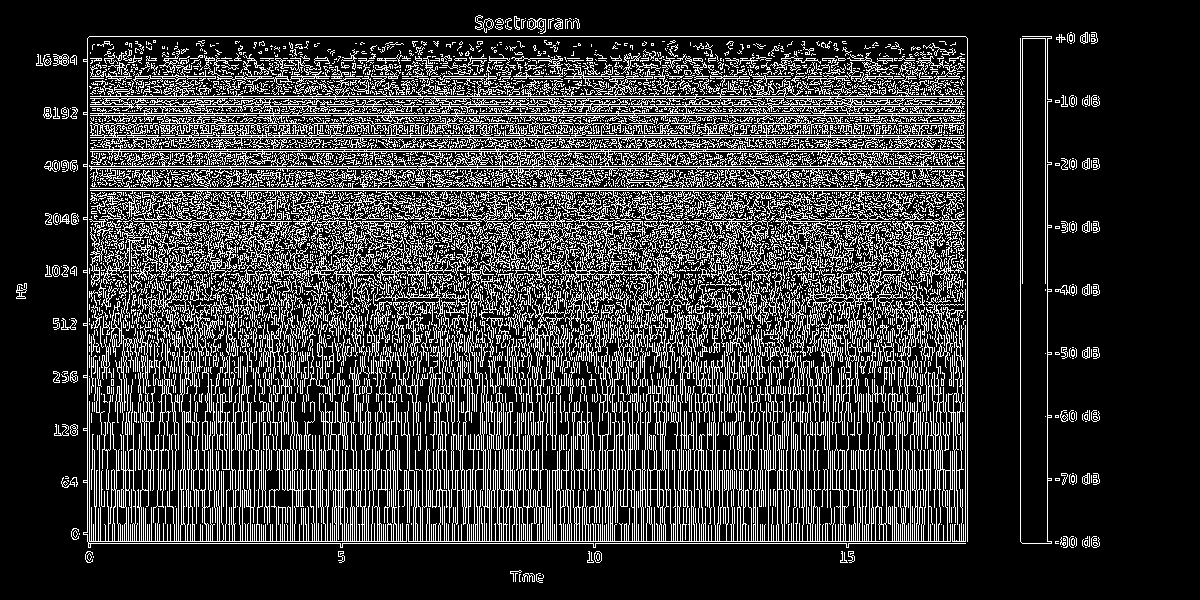 Spectrogram
16384
8192
4096
2048
1024
512
256
128
64
0
Hz
0 5 10 15
Time
+0 dB
-10 dB
-20 dB
-30 dB
-40 dB
-50 dB
-60 dB
-70 dB
-80 dB